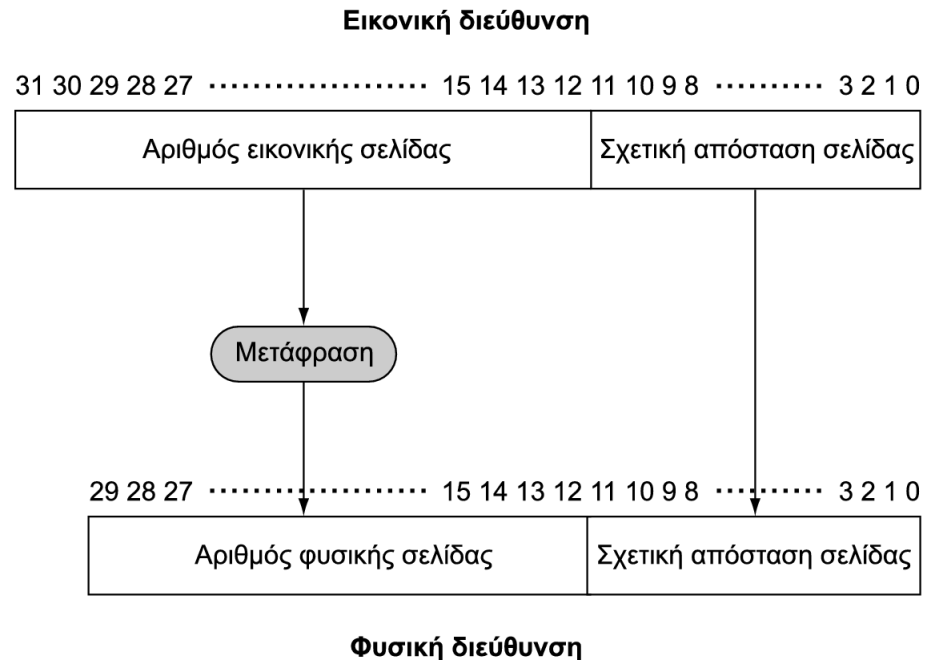 Εικονική διεύθυνση
31 30 29 28 27 ..................... 15 14 13 12 11 10 9 8 .......... 3 2 1 0
Αριθμός εικονικής σελίδας Σχετική απόσταση σελίδας
Μετάφραση
29 28 27 ..................... 15 14 13 12 11 10 9 8 .......... 3 2 1 0
Αριθμός φυσικής σελίδας Σχετική απόσταση σελίδας
Φυσική διεύθυνση